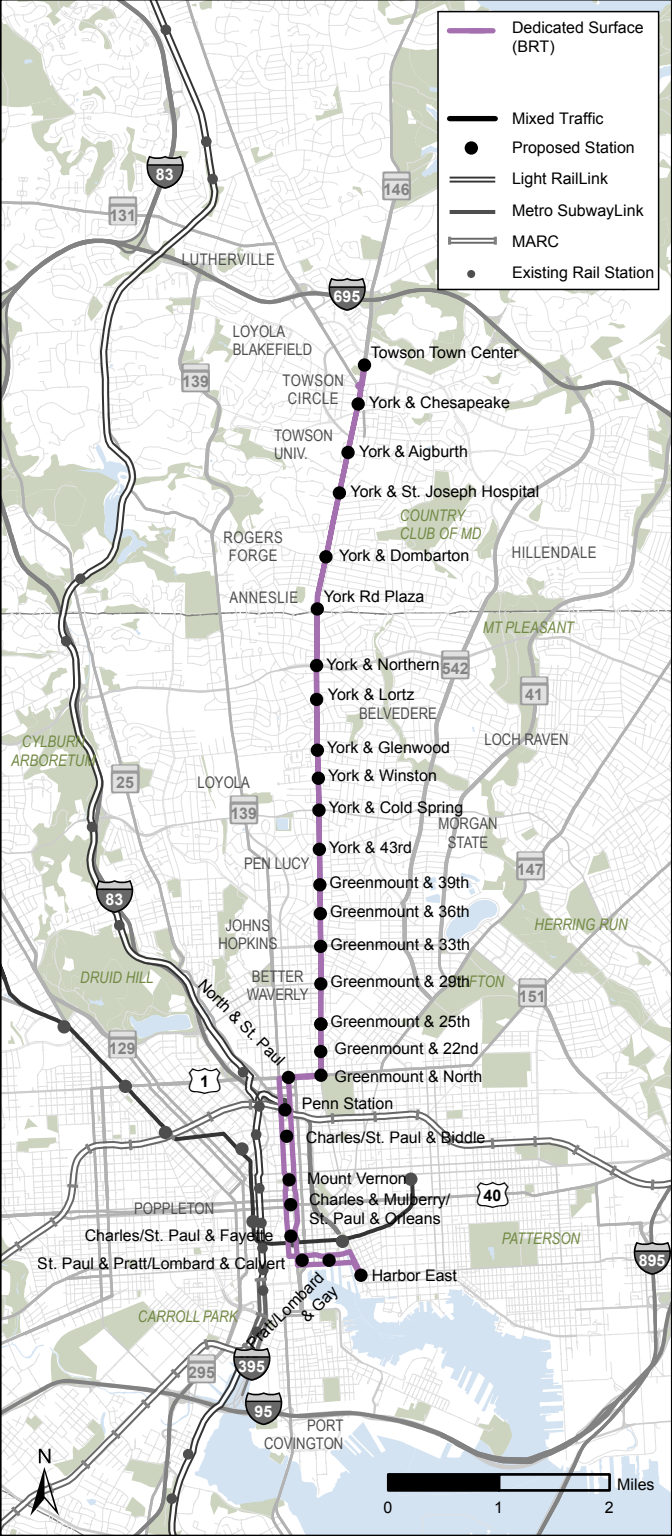 Dedicated Surface
(BRT)
Mixed Traffic
Proposed Station
Light RailLink
Metro SubwayLink
MARC
Existing Rail Station
83
146
131
LUTHERVILLE
695
LOYOLA
BLAKEFIELD
Towson Town Center
139
TOWSON
CIRCLE
York & Chesapeake
TOWSON
UNIV.
York & Aigburth
York & St. Joseph Hospital
COUNTRY
CLUB OF MD
ROGERS
FORGE
York & Dombarton
HILLENDALE
ANNESLIE
York Rd Plaza
MT PLEASANT
York & Northern
542
41
York & Lortz
BELVEDERE
CYLBURN
ARBORETUM
York & Glenwood
LOCH RAVEN
25
LOYOLA
York & Winston
139
York & Cold Spring
MORGAN
STATE
York & 43rd
PEN LUCY
147
83
Greenmount & 39th
Greenmount & 36th
JOHNS
HOPKINS
HERRING RUN
Greenmount & 33th
DRUID HILL
BETTER
WAVERLY
Greenmount & 29th
151
North & St. Paul
Greenmount & 25th
129
Greenmount & 22nd
1
Greenmount & North
Penn Station
Charles/St. Paul & Biddle
Mount Vernon
40
POPPLETON
Charles & Mulberry/
St. Paul & Orleans
Charles/St. Paul & Fayette
PATTERSON
895
St. Paul & Pratt/Lombard & Calvert
Harbor East
Pratt/Lombard
& Gay
CARROLL PARK
295
395
95
PORT
COVINGTON
N
Miles
0 1 2